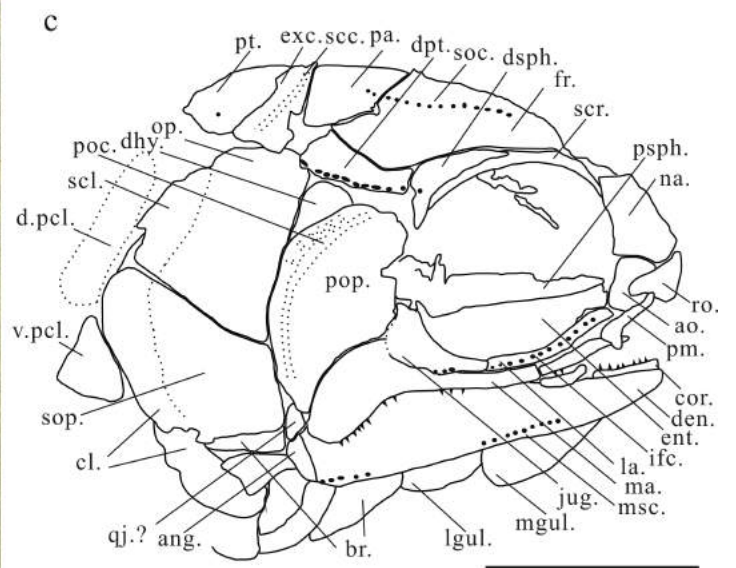 c
pt. exc. scc. pa. dpt. soc. dsph. fr. scr. psph. na.
poc. dhy. op.
scl.
d.pcl.
pop.
v.pcl.
ro.
ao.
pm.
sop.
cl.
cor.
den.
ent.
ifc.
la.
ma.
msc.
jug.
mgul.
lgul.
br.
qj.? ang.